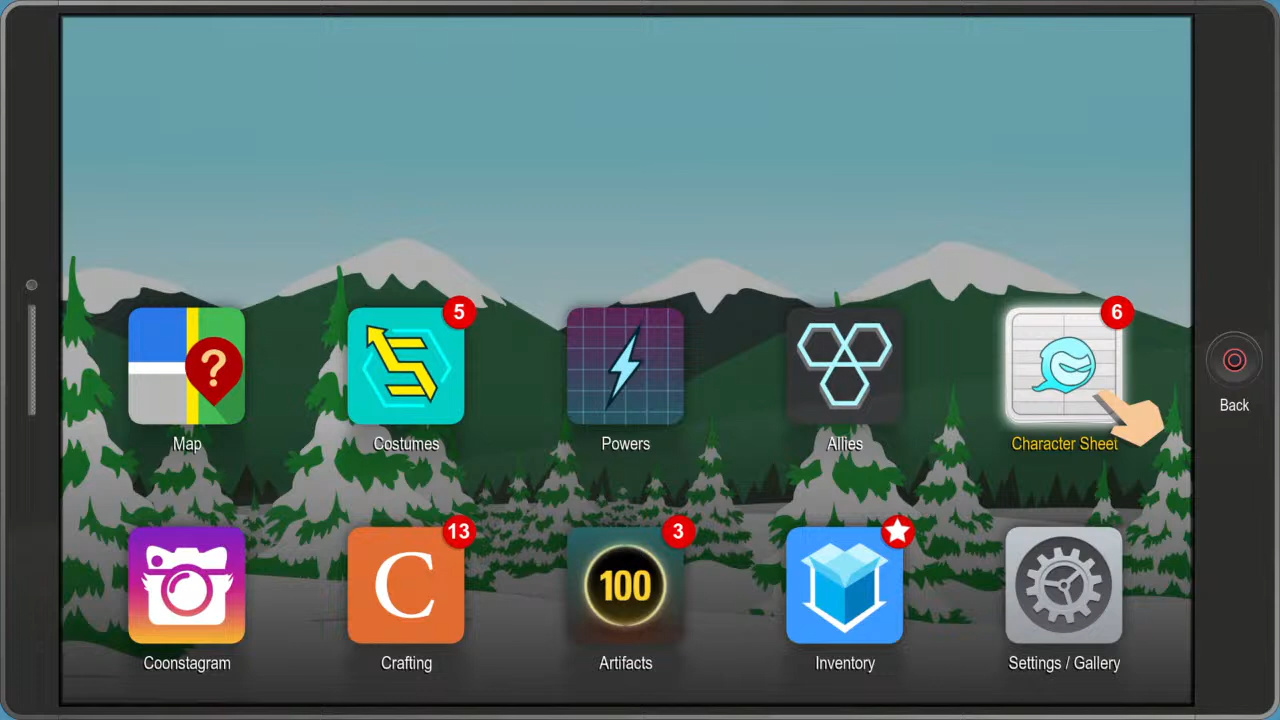 5
6
?
Map
Costumes
Powers
Allies
Character Sheet
Back
13
3
C
100
Coonstagram
Crafting
Artifacts
Inventory
Settings / Gallery